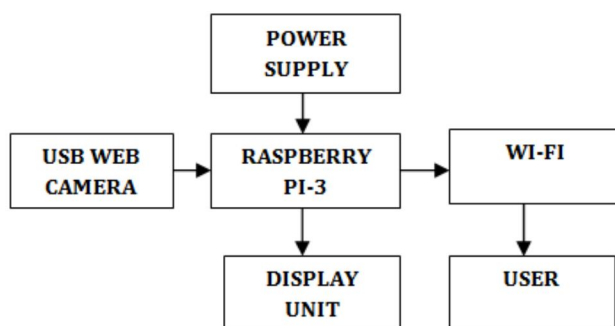 POWER
SUPPLY
USB WEB
CAMERA
RASPBERRY
PI-3
WI-FI
DISPLAY
UNIT
USER